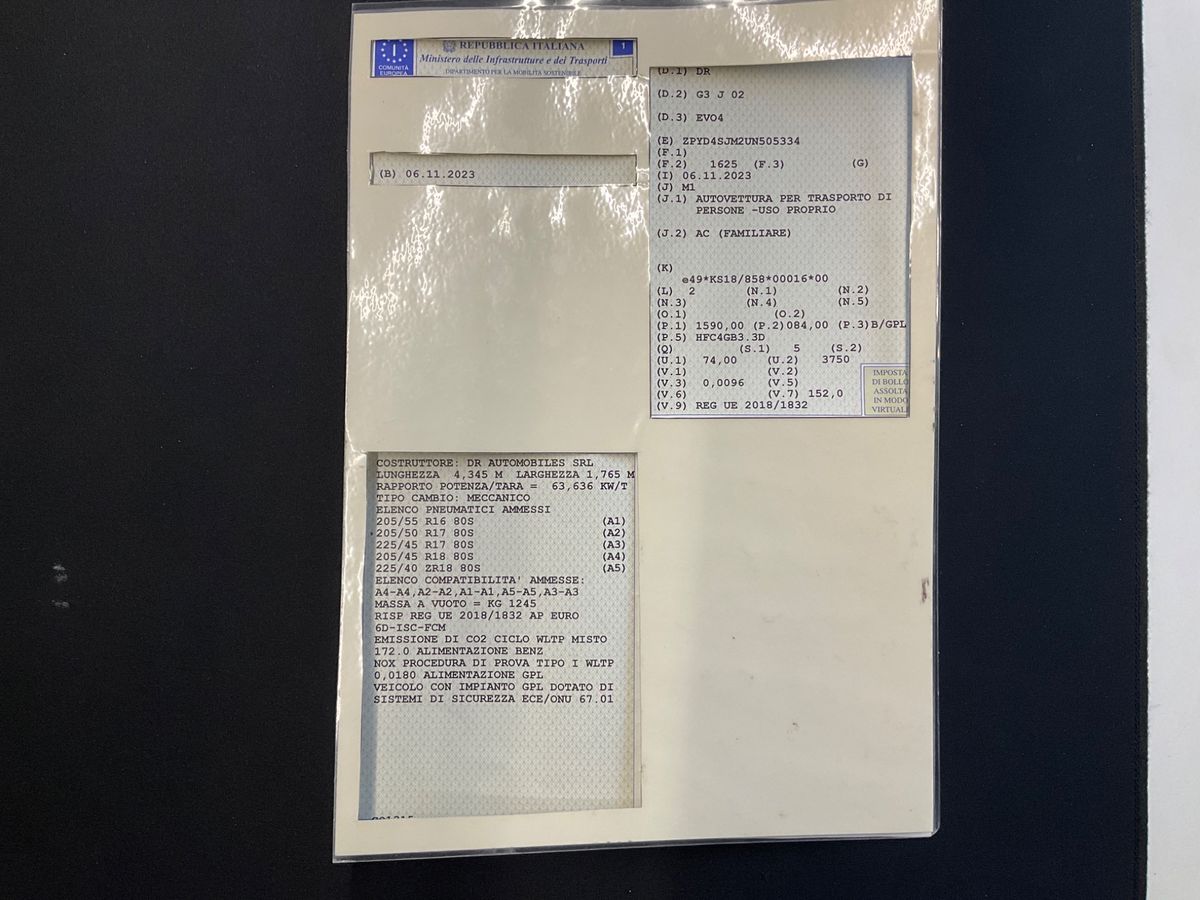 I
COMUNITÀ
EUROPEA
REPUBBLICA ITALIANA
Ministero delle Infrastrutture e dei Trasporti
DIPARTIMENTO PER LA MOBILITÀ SOSTENIBILE
1
(B) 06.11.2023
(D.1) DR
(D.2) G3 J 02
(D.3) EVO4
(E) ZPYD4SJM2UN505334
(F.1)
(F.2) 1625 (F.3) (G)
(I) 06.11.2023
(J) M1
(J.1) AUTOVETTURA PER TRASPORTO DI
PERSONE -USO PROPRIO
(J.2) AC (FAMILIARE)
(K)
e49*KS18/858*00016*00
(L) 2 (N.1) (N.2)
(N.3) (N.4) (N.5)
(O.1) (O.2)
(P.1) 1590,00 (P.2)084,00 (P.3)B/GPL
(P.5) HFC4GB3.3D
(Q) (S.1) 5 (S.2)
(U.1) 74,00 (U.2) 3750
(V.1) (V.2)
(V.3) 0,0096 (V.5)
(V.6) (V.7) 152,0
(V.9) REG UE 2018/1832
IMPOSTA
DI BOLLO
ASSOLTA
IN MODO
VIRTUALE
COSTRUTTORE: DR AUTOMOBILES SRL
LUNGHEZZA 4,345 M LARGHEZZA 1,765 M
RAPPORTO POTENZA/TARA = 63,636 KW/T
TIPO CAMBIO: MECCANICO
ELENCO PNEUMATICI AMMESSI
205/55 R16 80S (A1)
205/50 R17 80S (A2)
225/45 R17 80S (A3)
205/45 R18 80S (A4)
225/40 ZR18 80S (A5)
ELENCO COMPATIBILITA' AMMESSE:
A4-A4,A2-A2,A1-A1,A5-A5,A3-A3
MASSA A VUOTO = KG 1245
RISP REG UE 2018/1832 AP EURO
6D-ISC-FCM
EMISSIONE DI CO2 CICLO WLTP MISTO
172.0 ALIMENTAZIONE BENZ
NOX PROCEDURA DI PROVA TIPO I WLTP
0,0180 ALIMENTAZIONE GPL
VEICOLO CON IMPIANTO GPL DOTATO DI
SISTEMI DI SICUREZZA ECE/ONU 67.01